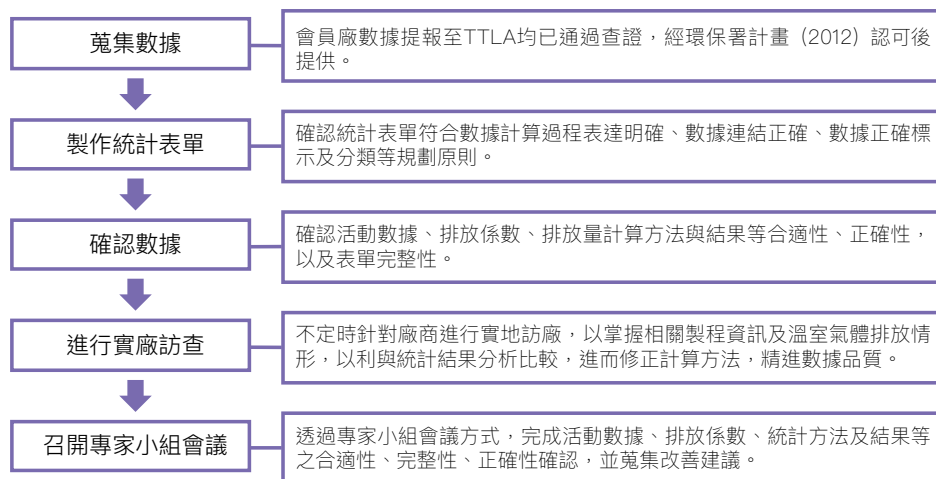 蒐集數據
會員廠數據提報至TTLA均已通過查證，經環保署計畫（2012）認可後
提供。
製作統計表單
確認統計表單符合數據計算過程表達明確、數據連結正確、數據正確標
示及分類等規劃原則。
確認數據
確認活動數據、排放係數、排放量計算方法與結果等合適性、正確性，
以及表單完整性。
進行實廠訪查
不定時針對廠商進行實地訪廠，以掌握相關製程資訊及溫室氣體排放情
形，以利與統計結果分析比較，進而修正計算方法，精進數據品質。
召開專家小組會議
透過專家小組會議方式，完成活動數據、排放係數、統計方法及結果等
之合適性、完整性、正確性確認，並蒐集改善建議。